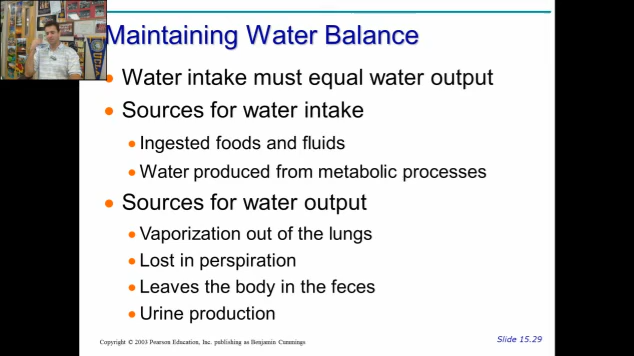 Maintaining Water Balance
Water intake must equal water output
Sources for water intake
Ingested foods and fluids
Water produced from metabolic processes
Sources for water output
Vaporization out of the lungs
Lost in perspiration
Leaves the body in the feces
Urine production
Copyright © 2003 Pearson Education, Inc. publishing as Benjamin Cummings
Slide 15.29